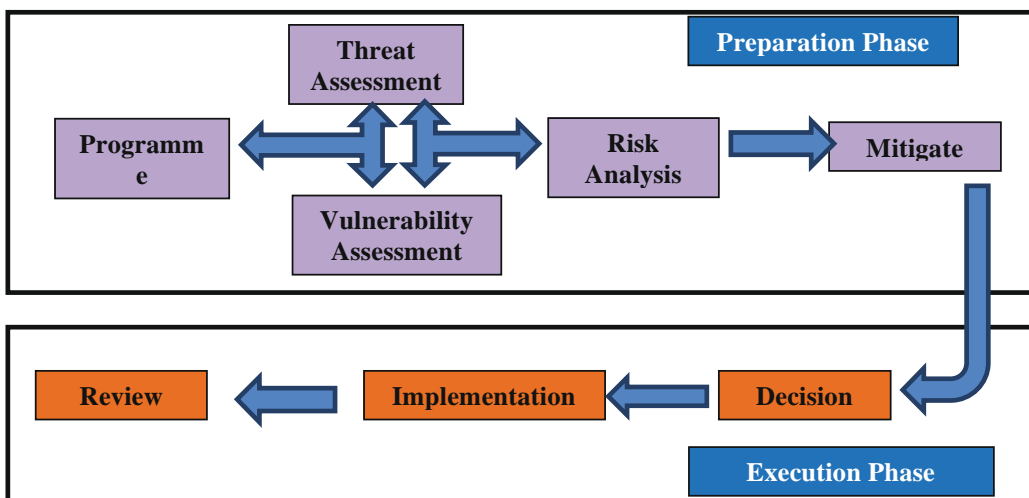 Preparation Phase
Threat
Assessment
Programm
e
Risk
Analysis
Mitigate
Vulnerability
Assessment
Review
Implementation
Decision
Execution Phase